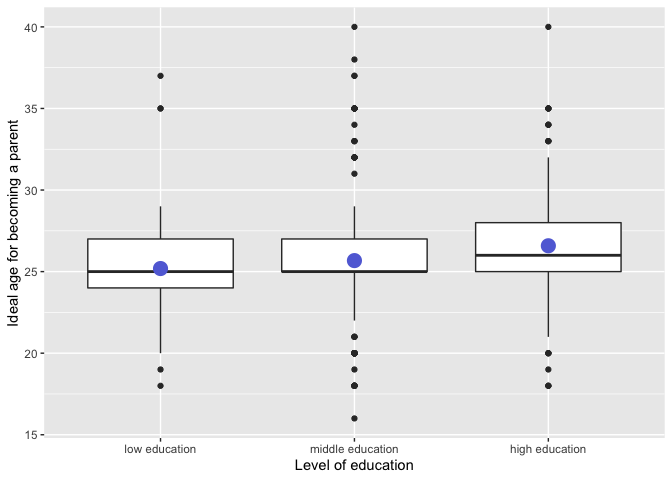 Ideal age for becoming a parent
40
35
30
25
20
15
low education middle education high education
Level of education